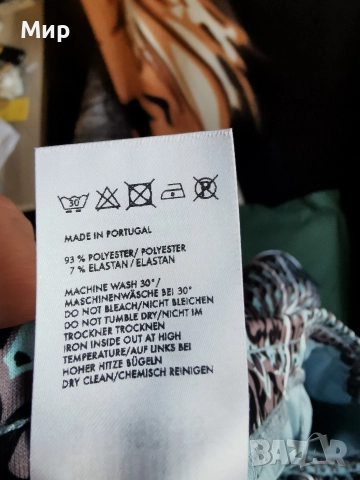 Мир
30
MADE IN PORTUGAL
93 % POLYESTER/ POLYESTER
7 % ELASTAN/ ELASTAN
MACHINE WASH 30°/
MASCHINENWÄSCHE BEI 30°
DO NOT BLEACH/NICHT BLEICHEN
DO NOT TUMBLE DRY/NICHT IM
TROCKNER TROCKNEN
IRON INSIDE OUT AT HIGH
TEMPERATURE/AUF LINKS BEI
HOHER HITZE BÜGELN
DRY CLEAN/CHEMISCH REINIGEN
BAZAR